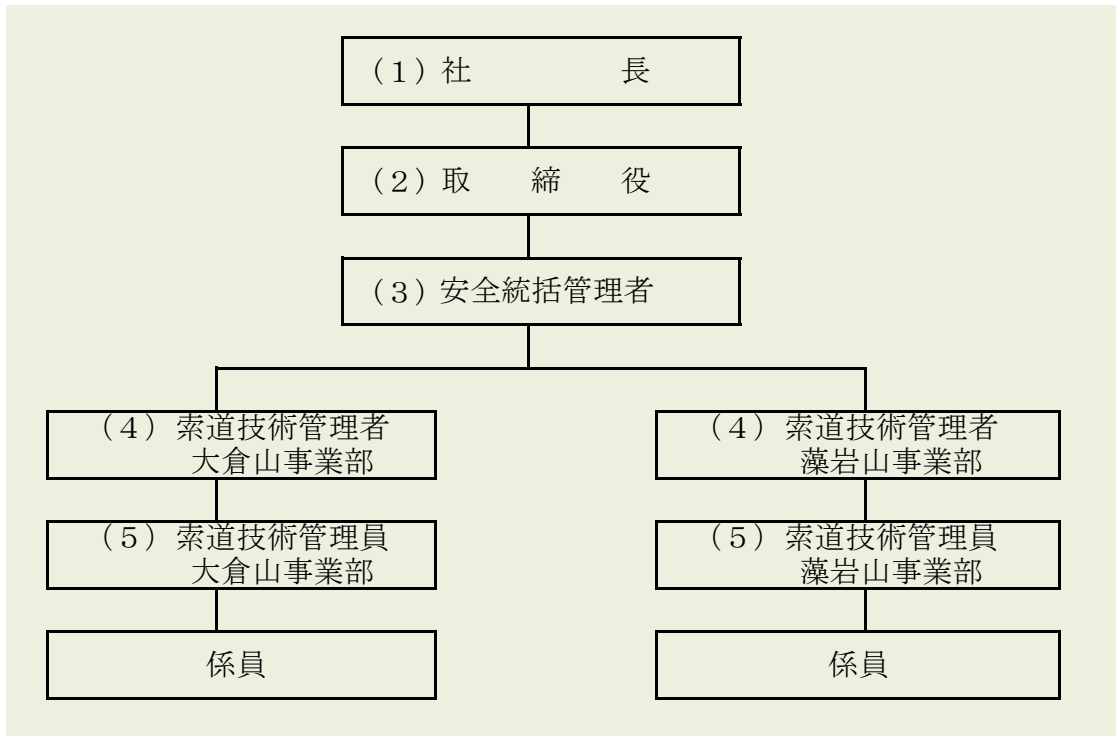 （１）社　　　　　長
（２）取　　締　　役
（３）安全統括管理者
（４）索道技術管理者
大倉山事業部
（４）索道技術管理者
藻岩山事業部
（５）索道技術管理員
大倉山事業部
（５）索道技術管理員
藻岩山事業部
係員
係員